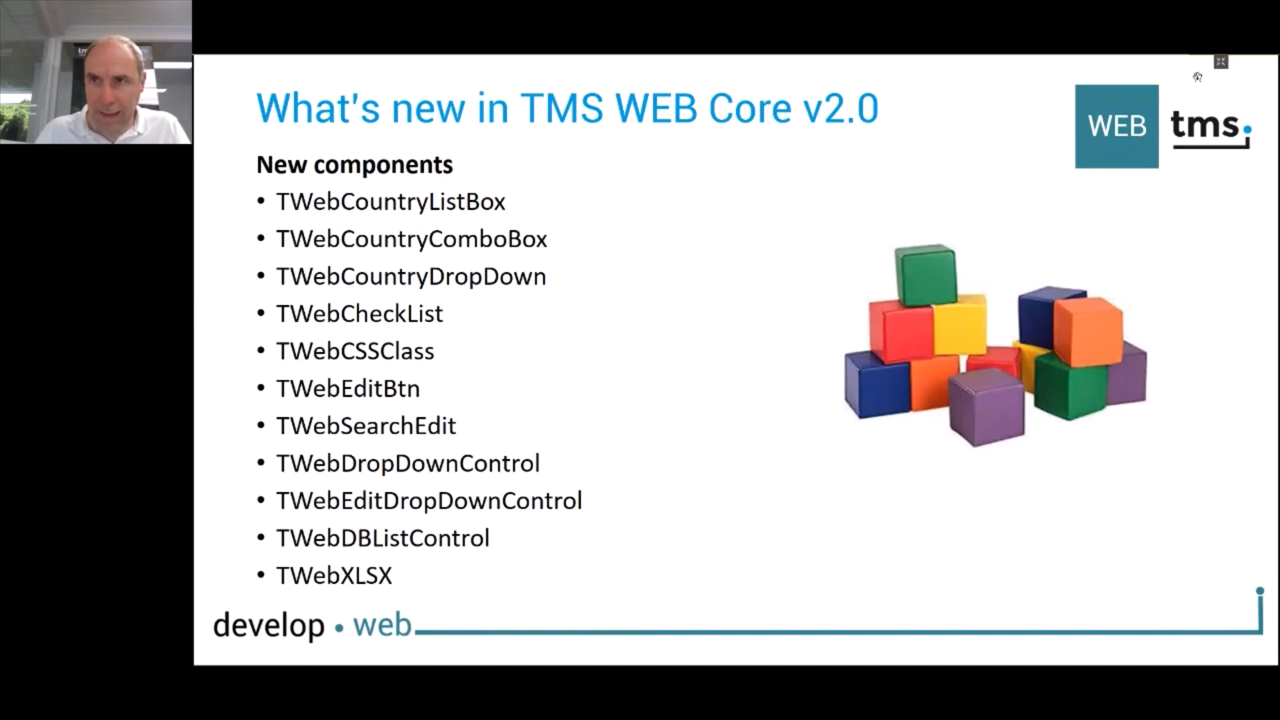 What's new in TMS WEB Core v2.0
WEB tms.
New components
• TWebCountryListBox
• TWebCountryComboBox
• TWebCountryDropDown
• TWebCheckList
• TWebCSSClass
• TWebEditBtn
• TWebSearchEdit
• TWebDropDownControl
• TWebEditDropDownControl
• TWebDBListControl
• TWebXLSX
develop • web